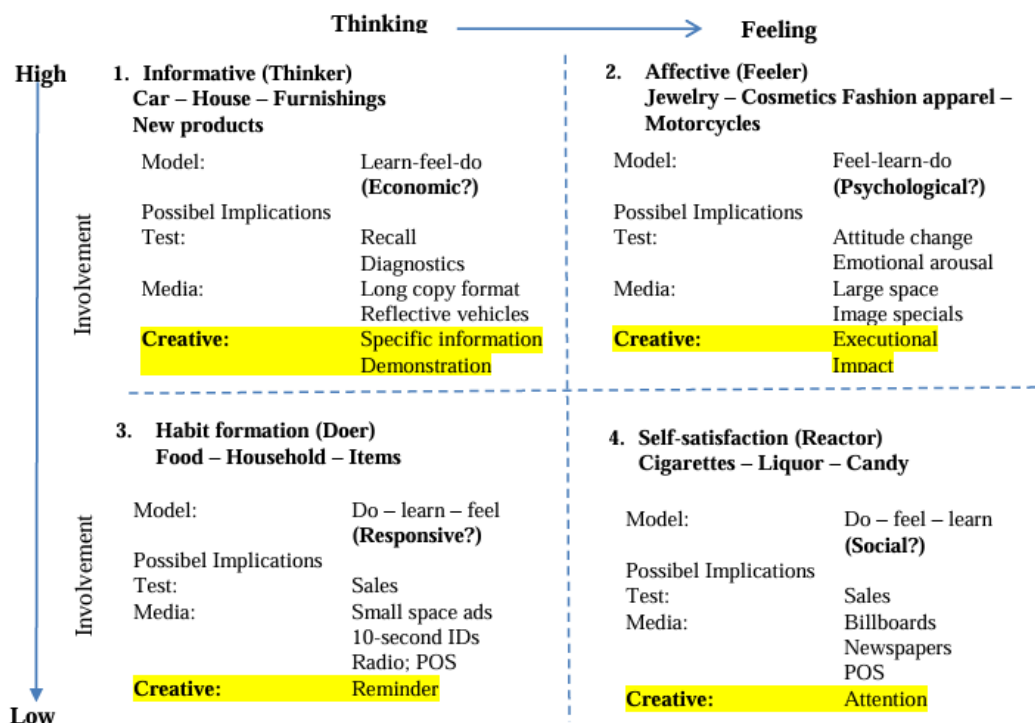 Thinking
Feeling
High
1. Informative (Thinker)
Car – House – Furnishings
New products
Model: Learn-feel-do
(Economic?)
Possibel Implications
Test: Recall
Diagnostics
Media: Long copy format
Reflective vehicles
Creative: Specific information
Demonstration
2. Affective (Feeler)
Jewelry – Cosmetics Fashion apparel –
Motorcycles
Model: Feel-learn-do
(Psychological?)
Possibel Implications
Test: Attitude change
Emotional arousal
Media: Large space
Image specials
Creative: Executional
Impact
Involvement
3. Habit formation (Doer)
Food – Household – Items
Model: Do – learn – feel
(Responsive?)
Possibel Implications
Test: Sales
Media: Small space ads
10-second IDs
Radio; POS
Creative: Reminder
4. Self-satisfaction (Reactor)
Cigarettes – Liquor – Candy
Model: Do – feel – learn
(Social?)
Possibel Implications
Test: Sales
Media: Billboards
Newspapers
POS
Creative: Attention
Involvement
Low